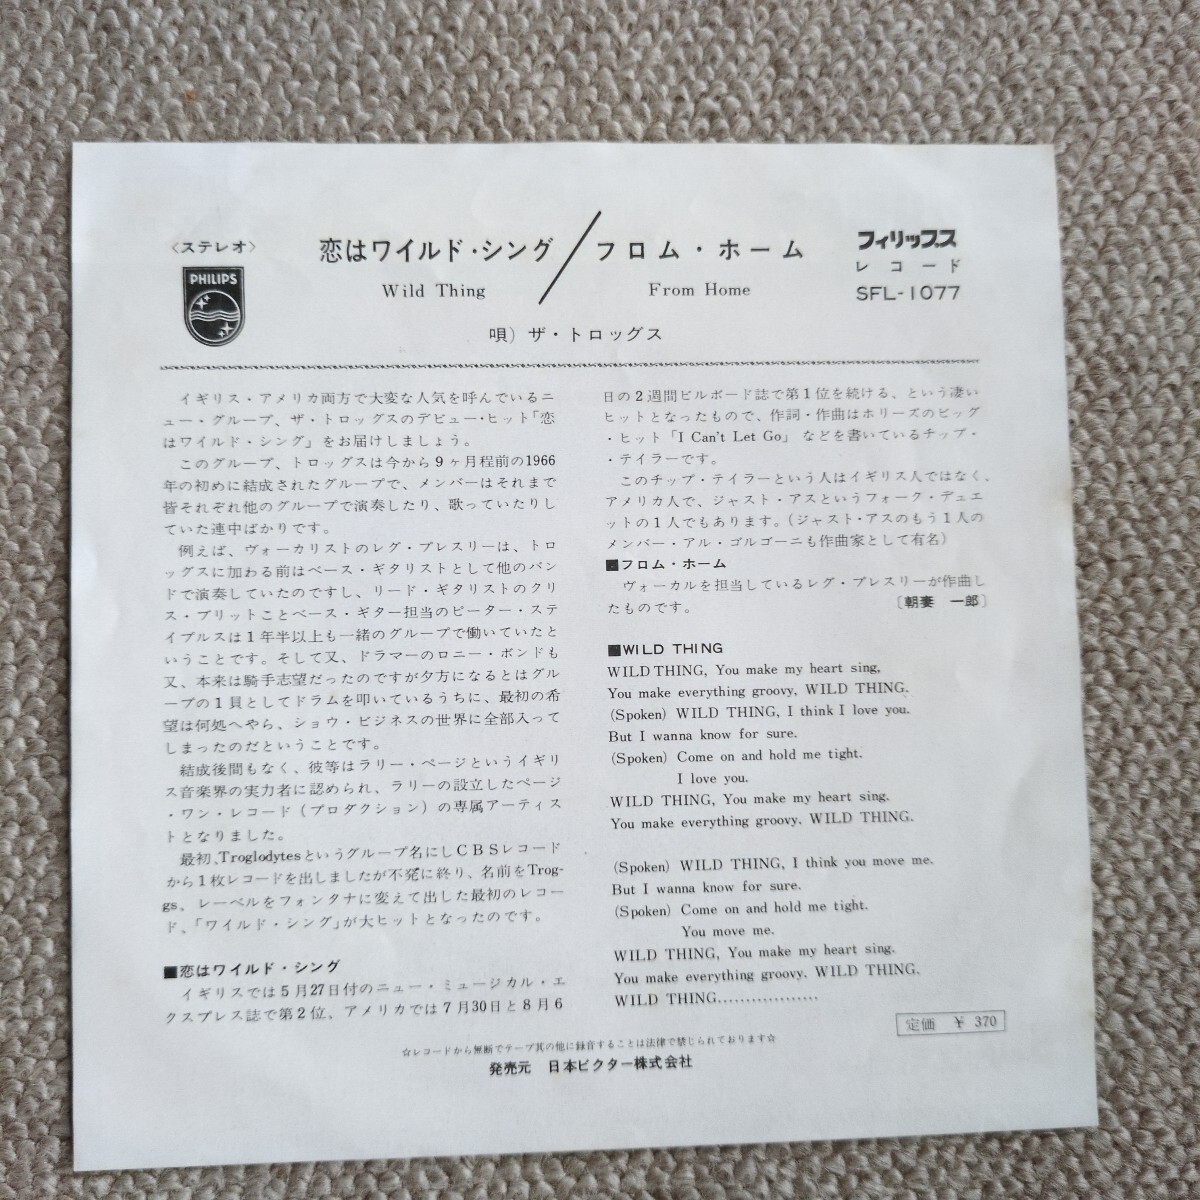 〈ステレオ〉
PHILIPS
恋はワイルド・シング／フロム・ホーム
Wild Thing
From Home
唄）ザ・トロッグス
フィリップス
レコード
SFL-1077
イギリス・アメリカ両方で大変な人気を呼んでいるニ
ュー・グループ、ザ・トロッグスのデビュー・ヒット「恋
はワイルド・シング」をお届けしましょう。
このグループ、トロッグスは今から9ヶ月程前の1966
年の初めに結成されたグループで、メンバーはそれまで
皆それぞれ他のグループで演奏したり、歌っていたりし
ていた連中ばかりです。
例えば、ヴォーカリストのレグ・プレスリーは、トロ
ッグスに加わる前はベース・ギタリストとして他のバン
ドで演奏していたのですし、リード・ギタリストのクリ
ス・ブリットことベース・ギター担当のピーター・ステ
イプルスは1年半以上も一緒のグループで働いていたと
いうことです。そして又、ドラマーのロニー・ボンドも
又、本来は騎手志望だったのですが夕方になるとはグル
ープの1員としてドラムを叩いているうちに、最初の希
望は何処へやら、ショウ・ビジネスの世界に全部入って
しまったのだということです。
結成後間もなく、彼等はラリー・ページというイギリ
ス音楽界の実力者に認められ、ラリーの設立したページ
・ワン・レコード（プロダクション）の専属アーティス
トとなりました。
最初、Troglodytesというグループ名にしCBSレコード
から1枚レコードを出しましたが不発に終り、名前をTrog-
gs、レーベルをフォンタナに変えて出した最初のレコー
ド、「ワイルド・シング」が大ヒットとなったのです。
■恋はワイルド・シング
イギリスでは5月27日付のニュー・ミュージカル・エ
クスプレス誌で第2位、アメリカでは7月30日と8月6
日の2週間ビルボード誌で第1位を続ける、という凄い
ヒットとなったもので、作詞・作曲はホリーズのビッグ
・ヒット「I Can't Let Go」などを書いているチップ・
・テイラーです。
このチップ・テイラーという人はイギリス人ではなく、
アメリカ人で、ジャスト・アスというフォーク・デュエ
ットの1人でもあります。（ジャスト・アスのもう1人の
メンバー・アル・ゴルゴーニも作曲家として有名）
■フロム・ホーム
ヴォーカルを担当しているレグ・プレスリーが作曲し
たものです。
〔朝妻 一郎〕
■WILD THING
WILD THING, You make my heart sing,
You make everything groovy, WILD THING.
(Spoken) WILD THING, I think I love you.
But I wanna know for sure.
(Spoken) Come on and hold me tight.
I love you.
WILD THING, You make my heart sing.
You make everything groovy. WILD THING.
(Spoken) WILD THING, I think you move me.
But I wanna know for sure.
(Spoken) Come on and hold me tight.
You move me.
WILD THING, You make my heart sing.
You make everything groovy. WILD THING.
WILD THING..................
定価 ¥ 370
☆レコードから無断でテープ其の他に録音することは法律で禁じられております☆
発売元 日本ビクター株式会社